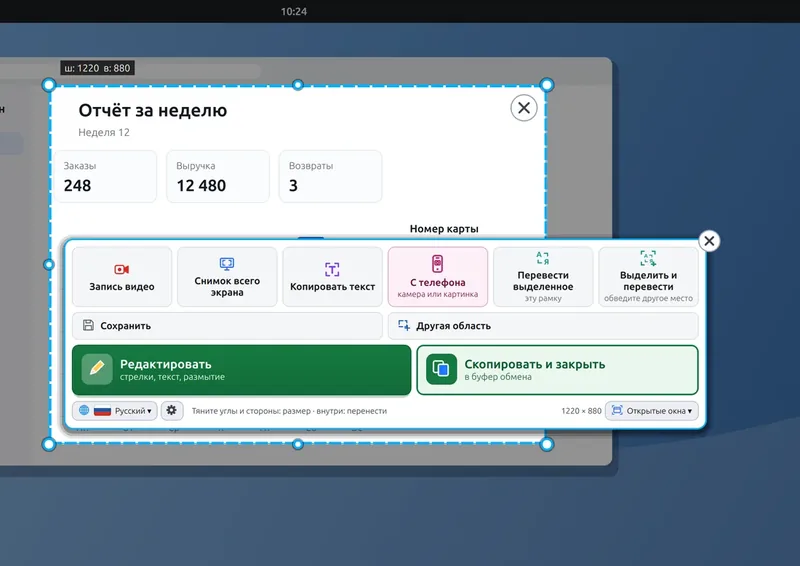 10:24
ш: 1220 в: 880
н
Отчёт за неделю
Неделя 12
Заказы
248
Выручка
12 480
Возвраты
3
Номер карты
Запись видео
Снимок всего
экрана
Копировать текст
С телефона
камера или картинка
Перевести
выделенное
эту рамку
Выделить и
перевести
обведите другое место
Сохранить
Другая область
Редактировать
стрелки, текст, размытие
Скопировать и закрыть
в буфер обмена
Русский ▾
Тяните углы и стороны: размер · внутри: перенести
1220 × 880
Открытые окна ▾